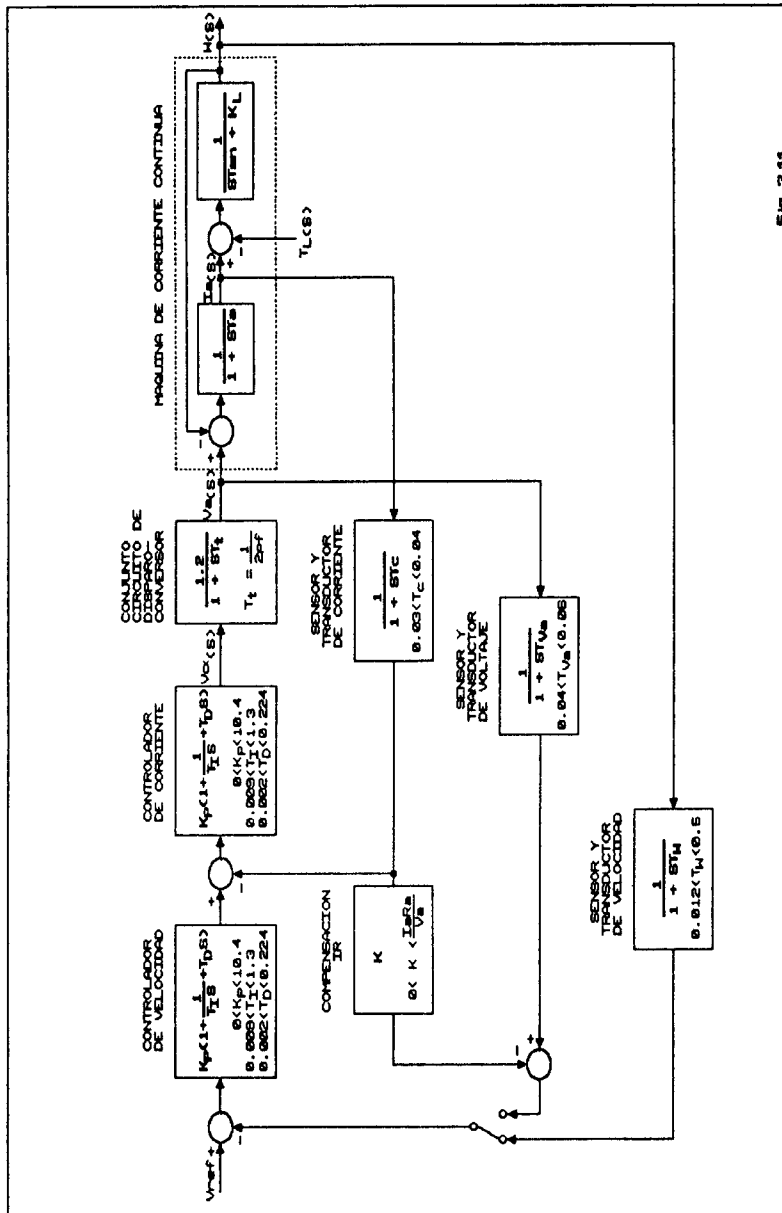 CONTROLADOR
DE VELOCIDAD
Vref
+
-
Kp(1+ 1/TIS +TDS)
0<Kp<10.4
0.009<TI<1.3
0.002<TD<0.224
CONTROLADOR
DE CORRIENTE
+
-
Kp(1+ 1/TIS +TDS)
0<Kp<10.4
0.009<TI<1.3
0.002<TD<0.224
CONJUNTO
CIRCUITO DE
DISPARO-
CONVERSOR
1.2
1 + STt
Tt = 1/2pf
MAQUINA DE CORRIENTE CONTINUA
Va(S)
+
-
1
1 + STa
Ia(S)
+
-
TL(S)
1
STam + KL
W(S)
COMPENSACION
IR
K
0< K < IaRa/Va
SENSOR Y
TRANSDUCTOR
DE CORRIENTE
1
1 + STc
0.03<Tc<0.04
-
+
SENSOR Y
TRANSDUCTOR
DE VOLTAJE
1
1 + STVa
0.04<TVa<0.06
SENSOR Y
TRANSDUCTOR
DE VELOCIDAD
1
1 + STW
0.012<TW<0.5